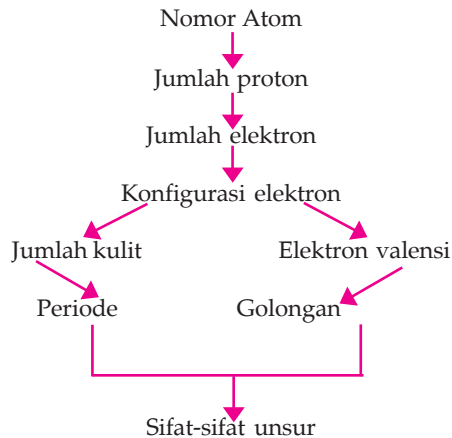 Nomor Atom
Jumlah proton
Jumlah elektron
Konfigurasi elektron
Jumlah kulit
Elektron valensi
Periode
Golongan
Sifat-sifat unsur